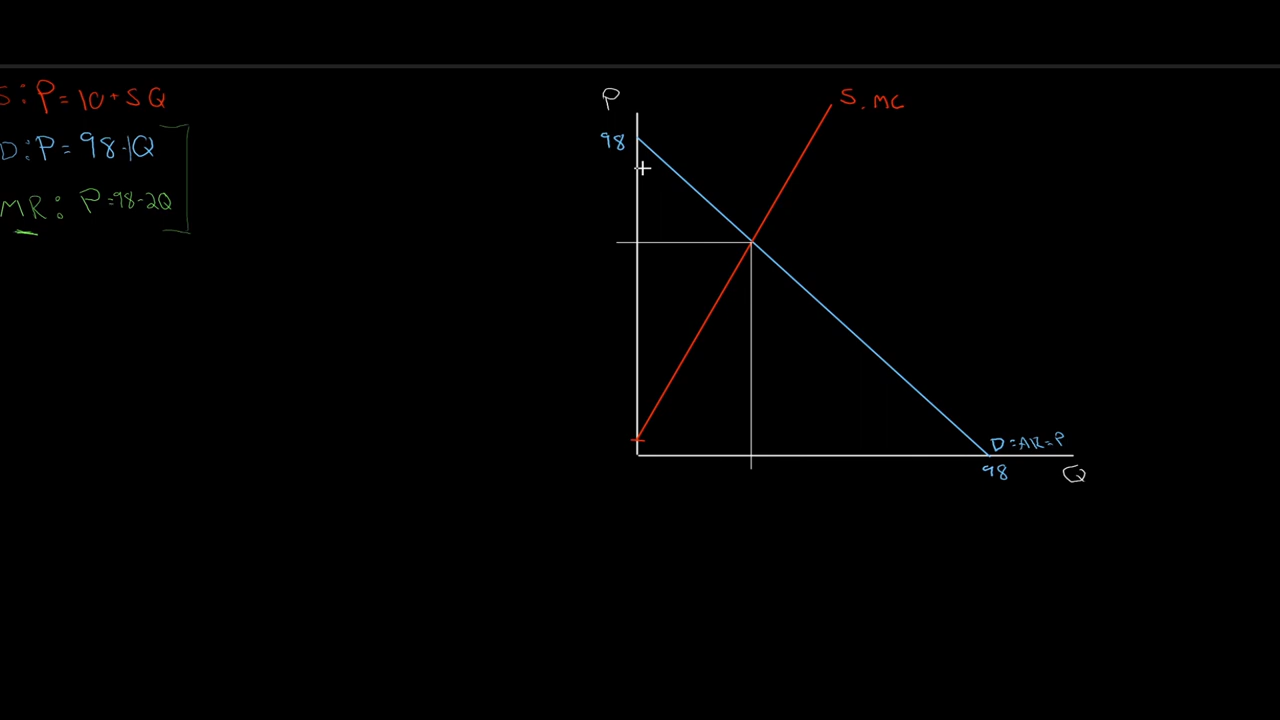 S: P = 10 + 5Q
D: P = 98 - 1Q
MR: P = 98 - 2Q
P
98
S. MC
D = AR = P
98
Q